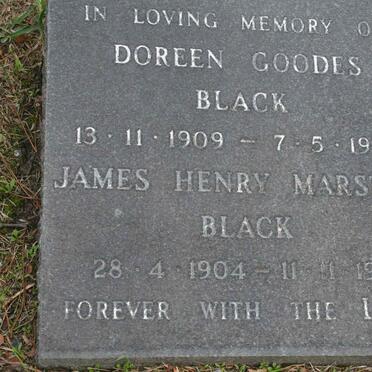 IN LOVING MEMORY O
DOREEN GOODES
BLACK
13 · 11 · 1909 – 7 · 5 · 19
JAMES HENRY MARS
BLACK
28 · 4 · 1904 – 11 · 11 · 1
FOREVER WITH THE L